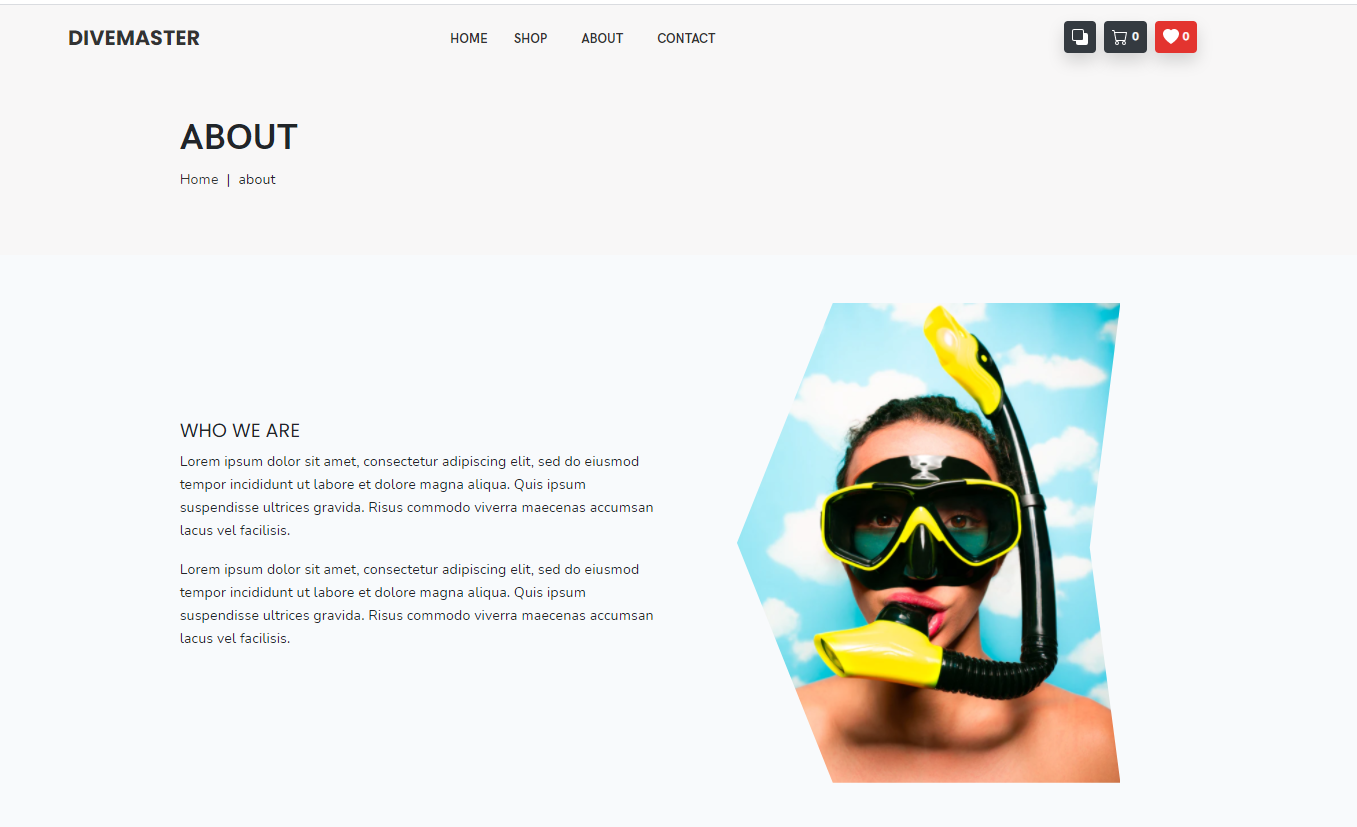 DIVEMASTER
HOME SHOP ABOUT CONTACT
0 0
ABOUT
Home | about
WHO WE ARE
Lorem ipsum dolor sit amet, consectetur adipiscing elit, sed do eiusmod
tempor incididunt ut labore et dolore magna aliqua. Quis ipsum
suspendisse ultrices gravida. Risus commodo viverra maecenas accumsan
lacus vel facilisis.
Lorem ipsum dolor sit amet, consectetur adipiscing elit, sed do eiusmod
tempor incididunt ut labore et dolore magna aliqua. Quis ipsum
suspendisse ultrices gravida. Risus commodo viverra maecenas accumsan
lacus vel facilisis.